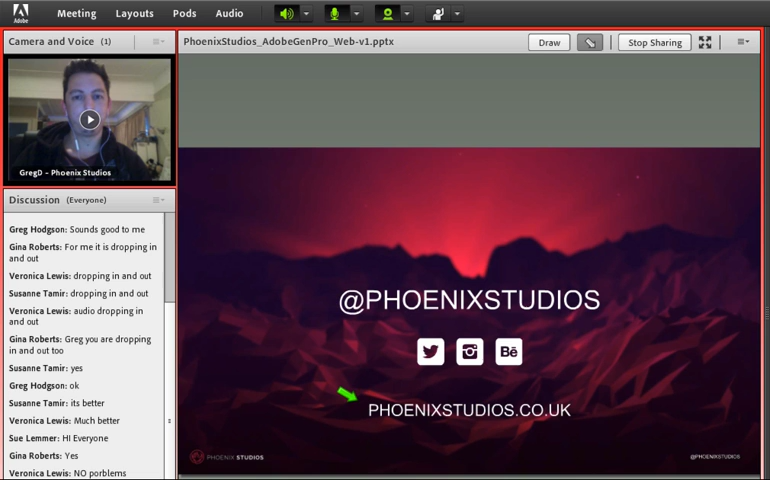 Adobe
Meeting
Layouts
Pods
Audio
Camera and Voice (1)
GregD - Phoenix Studios
Discussion (Everyone)
Greg Hodgson: Sounds good to me
Gina Roberts: For me it is dropping in
and out
Veronica Lewis: dropping in and out
Susanne Tamir: dropping in and out
Veronica Lewis: audio dropping in
and out
Gina Roberts: Greg you are dropping
in and out too
Susanne Tamir: yes
Greg Hodgson: ok
Susanne Tamir: its better
Veronica Lewis: Much better
Sue Lemmer: HI Everyone
Gina Roberts: Yes
Veronica Lewis: NO porblems
PhoenixStudios_AdobeGenPro_Web-v1.pptx
Draw
Stop Sharing
@PHOENIXSTUDIOS
Bē
PHOENIXSTUDIOS.CO.UK
PHOENIX STUDIOS
@PHOENIXSTUDIOS